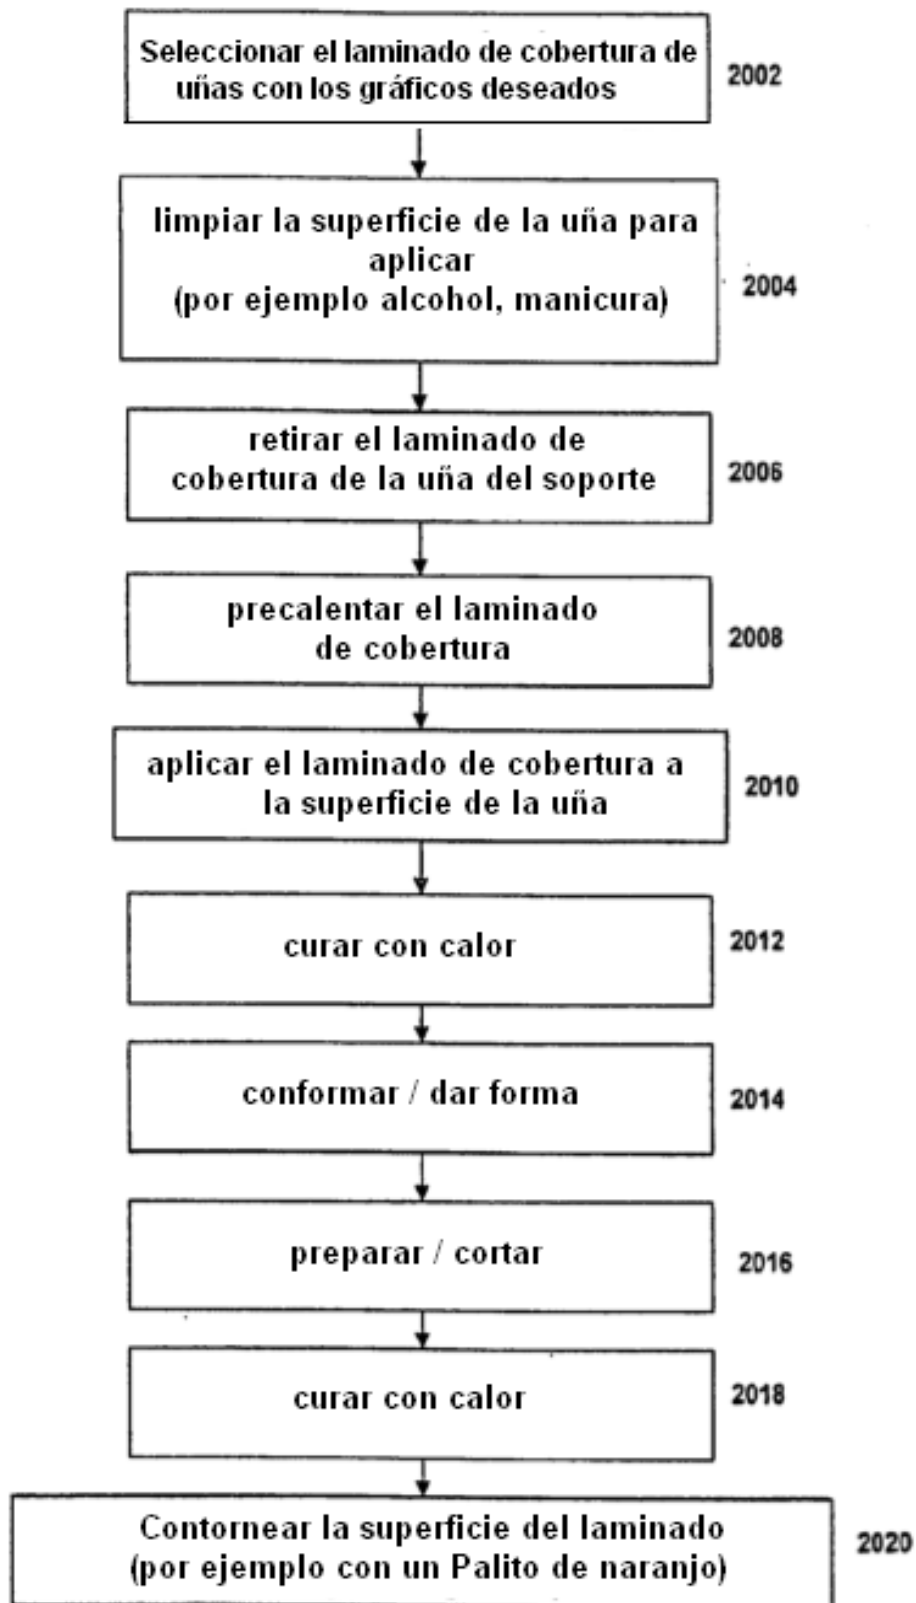 Seleccionar el laminado de cobertura de
uñas con los gráficos deseados
2002
limpiar la superficie de la uña para
aplicar
(por ejemplo alcohol, manicura)
2004
retirar el laminado de
cobertura de la uña del soporte
2006
precalentar el laminado
de cobertura
2008
aplicar el laminado de cobertura a
la superficie de la uña
2010
curar con calor
2012
conformar / dar forma
2014
preparar / cortar
2016
curar con calor
2018
Contornear la superficie del laminado
(por ejemplo con un Palito de naranjo)
2020